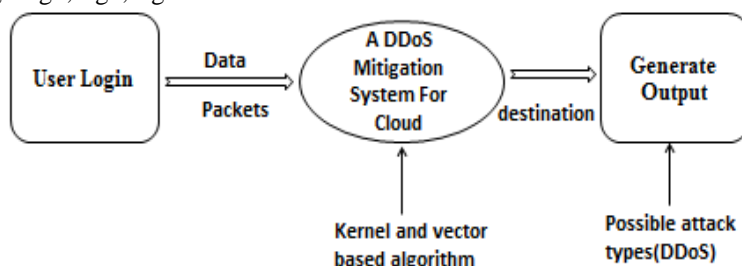 User Login
Data
Packets
A DDoS
Mitigation
System For
Cloud
destination
Generate
Output
Kernel and vector
based algorithm
Possible attack
types(DDoS)